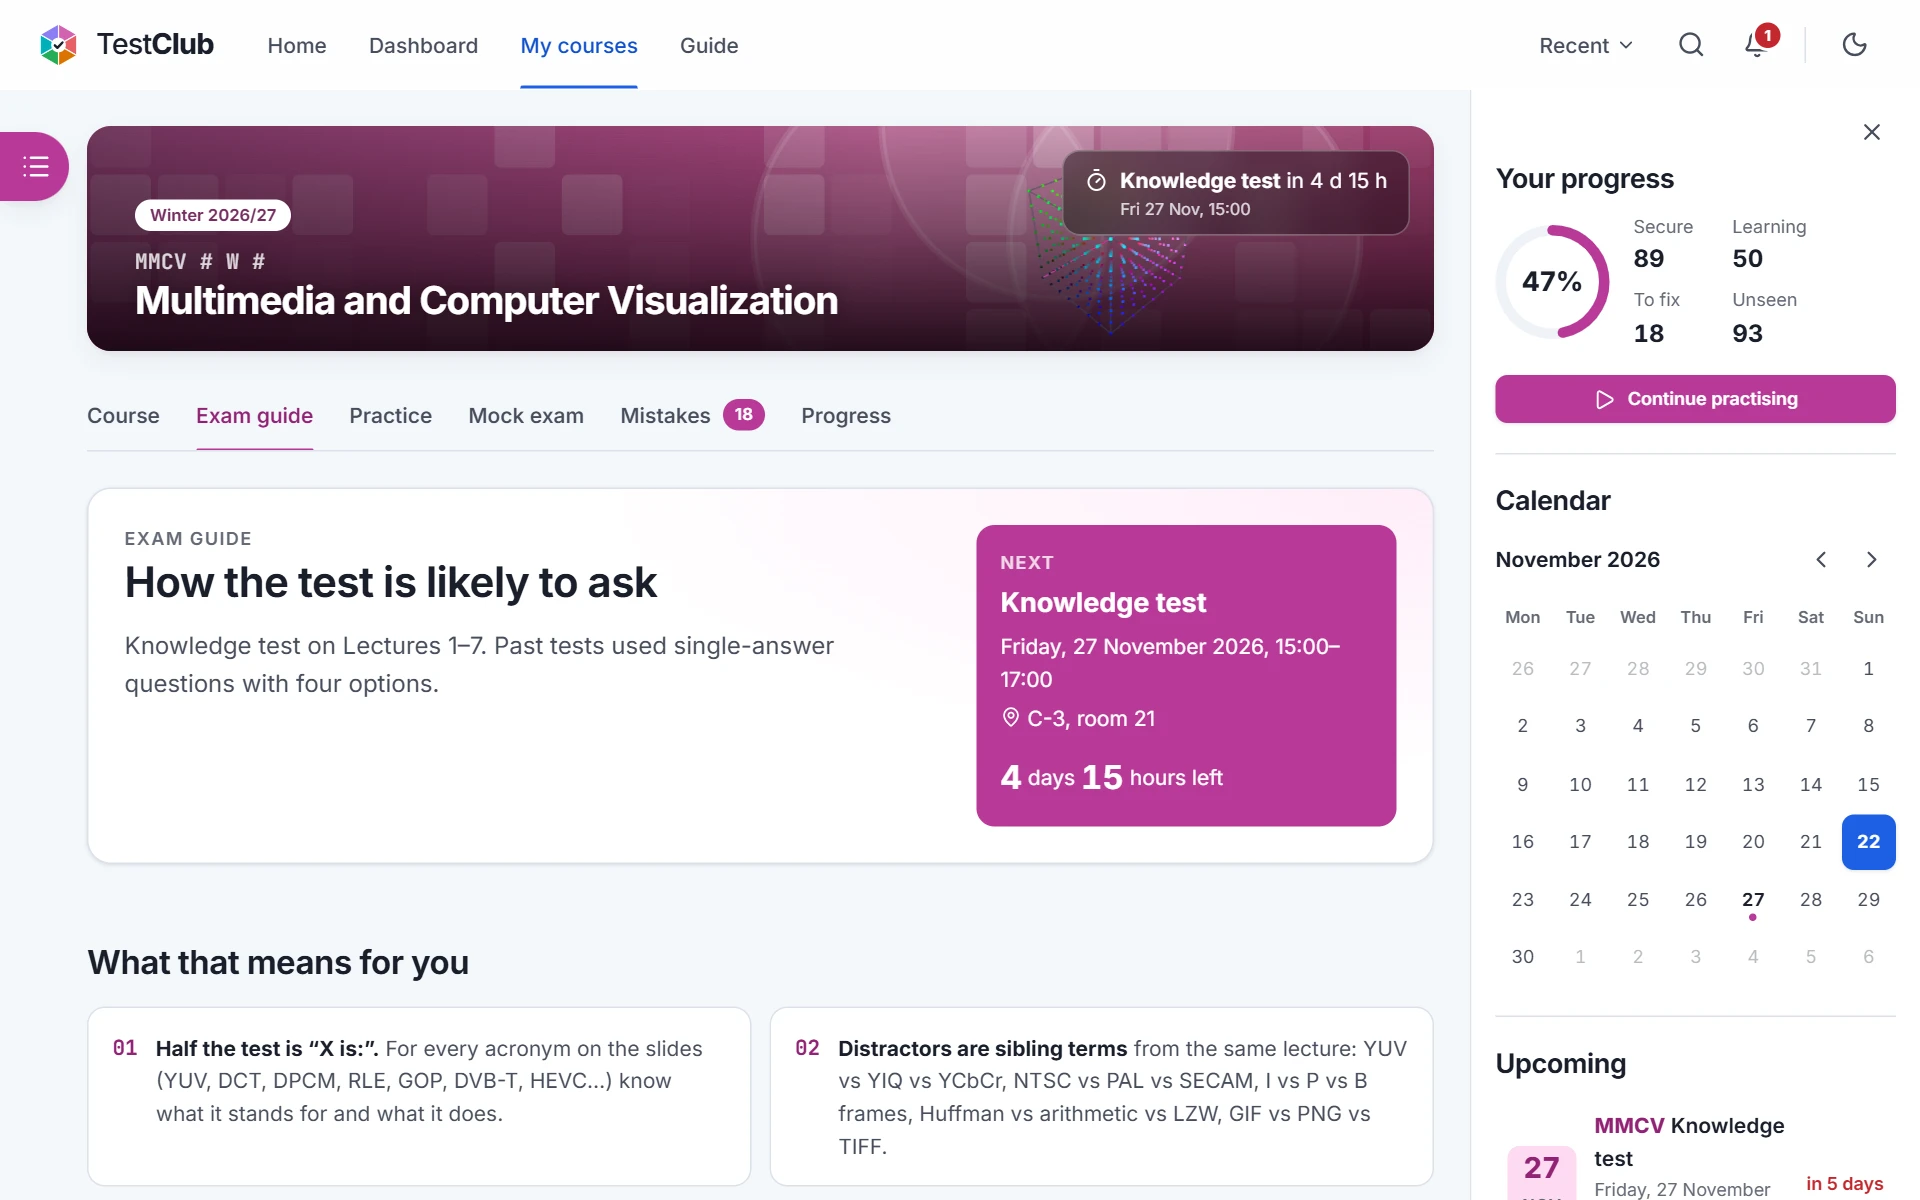 TestClub
Home
Dashboard
My courses
Guide
Recent
1
Winter 2026/27
MMCV # W #
Multimedia and Computer Visualization
Knowledge test in 4 d 15 h
Fri 27 Nov, 15:00
Course
Exam guide
Practice
Mock exam
Mistakes 18
Progress
EXAM GUIDE
How the test is likely to ask
Knowledge test on Lectures 1–7. Past tests used single-answer
questions with four options.
NEXT
Knowledge test
Friday, 27 November 2026, 15:00–
17:00
C-3, room 21
4 days 15 hours left
What that means for you
01 Half the test is “X is:”. For every acronym on the slides
(YUV, DCT, DPCM, RLE, GOP, DVB-T, HEVC…) know
what it stands for and what it does.
02 Distractors are sibling terms from the same lecture: YUV
vs YIQ vs YCbCr, NTSC vs PAL vs SECAM, I vs P vs B
frames, Huffman vs arithmetic vs LZW, GIF vs PNG vs
TIFF.
Your progress
47%
Secure
89
Learning
50
To fix
18
Unseen
93
Continue practising
Calendar
November 2026
Mon Tue Wed Thu Fri Sat Sun
26 27 28 29 30 31 1
2 3 4 5 6 7 8
9 10 11 12 13 14 15
16 17 18 19 20 21 22
23 24 25 26 27 28 29
30 1 2 3 4 5 6
Upcoming
27
MMCV Knowledge
test
Friday, 27 November
in 5 days